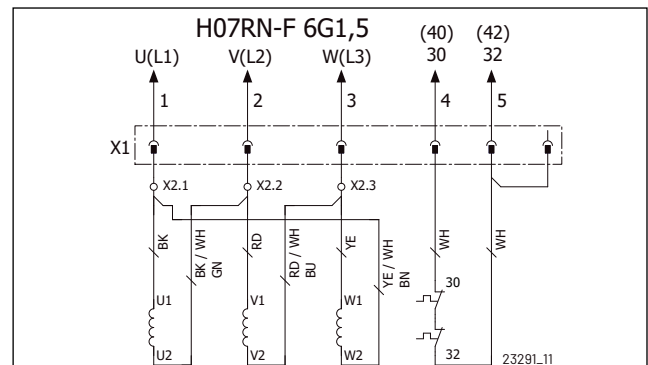 H07RN-F 6G1,5
(40) (42)
U(L1) V(L2) W(L3) 30 32
1 2 3 4 5
X1
X2.1 X2.2 X2.3
BK BK / WH GN RD RD / WH BU YE YE / WH BN WH WH
30
U1 V1 W1
U2 V2 W2 32
23291_11